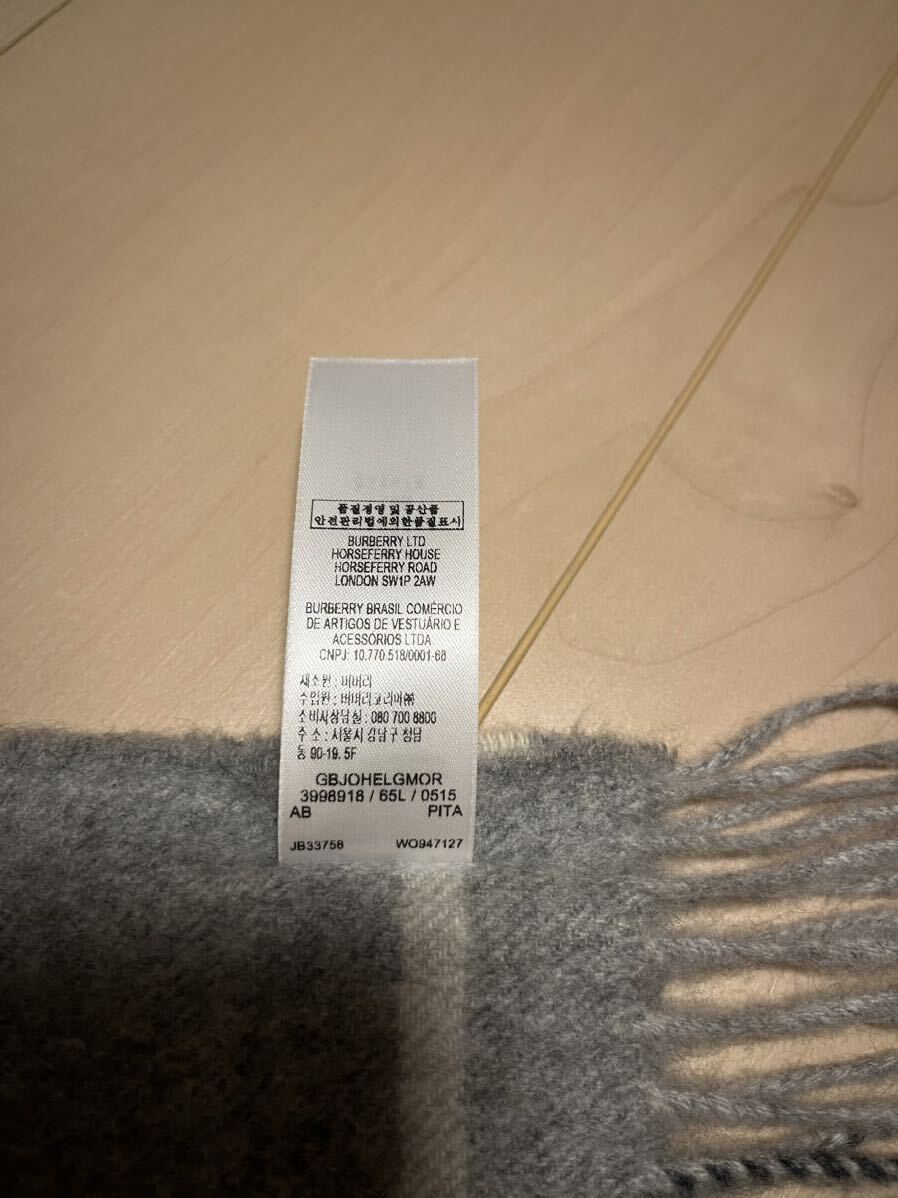 품질경영 및 공산품
안전관리법에의한품질표시
BURBERRY LTD
HORSEFERRY HOUSE
HORSEFERRY ROAD
LONDON SW1P 2AW
BURBERRY BRASIL COMÉRCIO
DE ARTIGOS DE VESTUÁRIO E
ACESSÓRIOS LTDA
CNPJ: 10.770.518/0001-68
제조원 : 버버리
수입원 : 버버리코리아㈜
소비자상담실 : 080 700 8800
주 소 : 서울시 강남구 청담
동 90-19. 5F
GBJOHELGMOR
3998918 / 65L / 0515
AB PITA
JB33758 WO947127